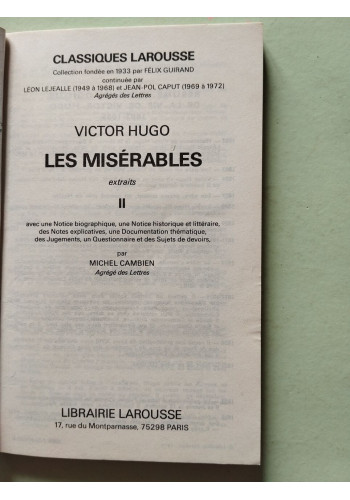 CLASSIQUES LAROUSSE
Collection fondée en 1933 par FÉLIX GUIRAND
continuée par
LÉON LEJEALLE (1949 à 1968) et JEAN-POL CAPUT (1969 à 1972)
Agrégés des Lettres
VICTOR HUGO
LES MISÉRABLES
extraits
II
avec une Notice biographique, une Notice historique et littéraire,
des Notes explicatives, une Documentation thématique,
des Jugements, un Questionnaire et des Sujets de devoirs,
par
MICHEL CAMBIEN
Agrégé des Lettres
LIBRAIRIE LAROUSSE
17, rue du Montparnasse, 75298 PARIS